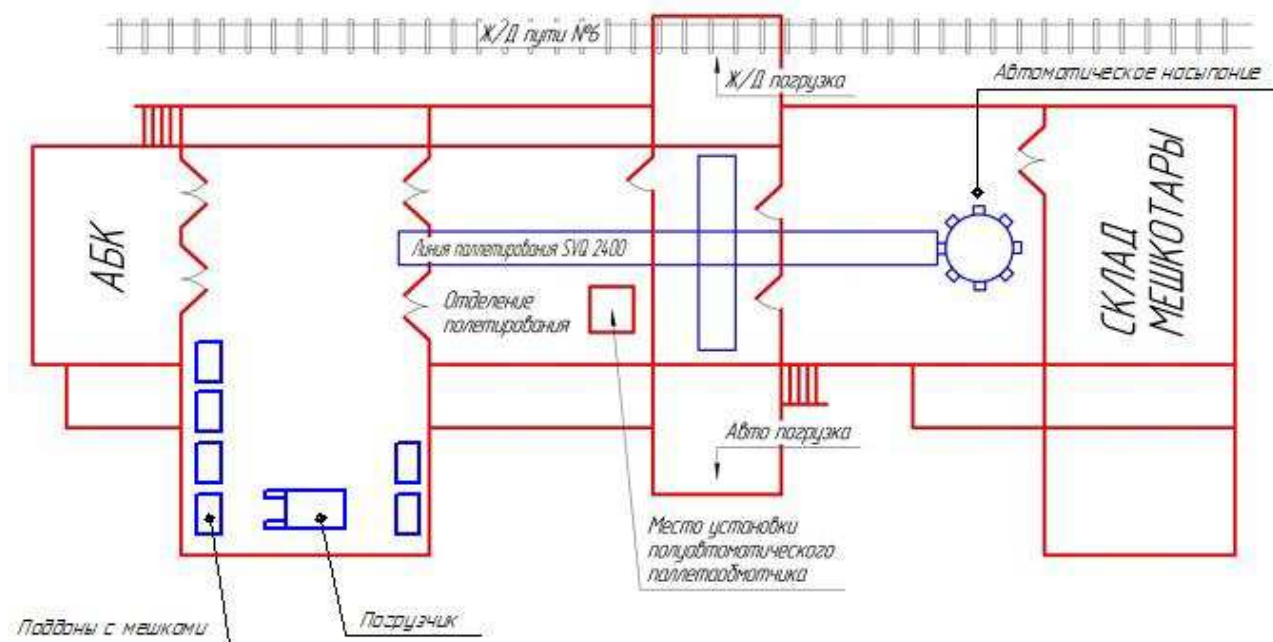 Ж/Д пути №6
Ж/Д погрузка
Автоматическое насыпание
АБК
Линия паллетирования SVQ 2400
СКЛАД
МЕШКОТАРЫ
Отделение
полетирования
Авто погрузка
Место установки
полуавтоматического
паллетаобмотчика
Поддоны с мешками
Погрузчик